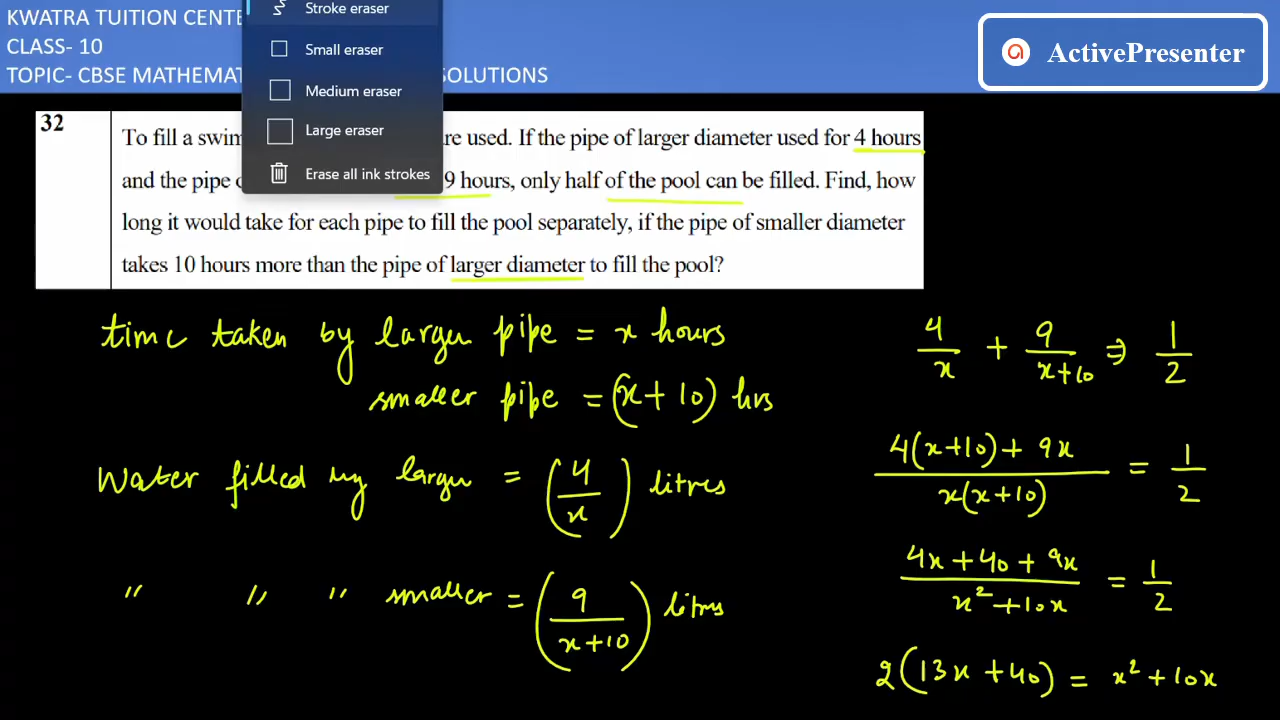 KWATRA TUITION CENTE
CLASS- 10
TOPIC- CBSE MATHEMAT SOLUTIONS
Stroke eraser
Small eraser
Medium eraser
Large eraser
Erase all ink strokes
ActivePresenter
32
To fill a swim re used. If the pipe of larger diameter used for 4 hours
and the pipe 9 hours, only half of the pool can be filled. Find, how
long it would take for each pipe to fill the pool separately, if the pipe of smaller diameter
takes 10 hours more than the pipe of larger diameter to fill the pool?
time taken by larger pipe = x hours
smaller pipe = (x+10) hrs
Water filled by larger = (4/x) litres
" " " smaller = (9/x+10) litres
4/x + 9/x+10 ⇒ 1/2
4(x+10) + 9x / x(x+10) = 1/2
4x + 40 + 9x / x² + 10x = 1/2
2(13x + 40) = x² + 10x